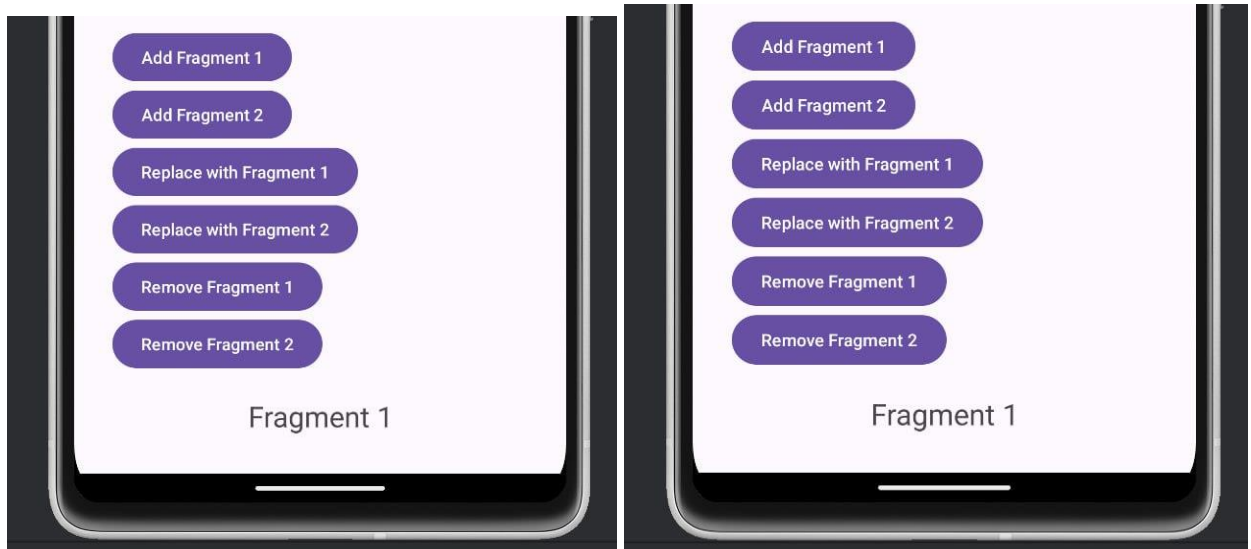 Add Fragment 1
Add Fragment 2
Replace with Fragment 1
Replace with Fragment 2
Remove Fragment 1
Remove Fragment 2
Fragment 1
Add Fragment 1
Add Fragment 2
Replace with Fragment 1
Replace with Fragment 2
Remove Fragment 1
Remove Fragment 2
Fragment 1